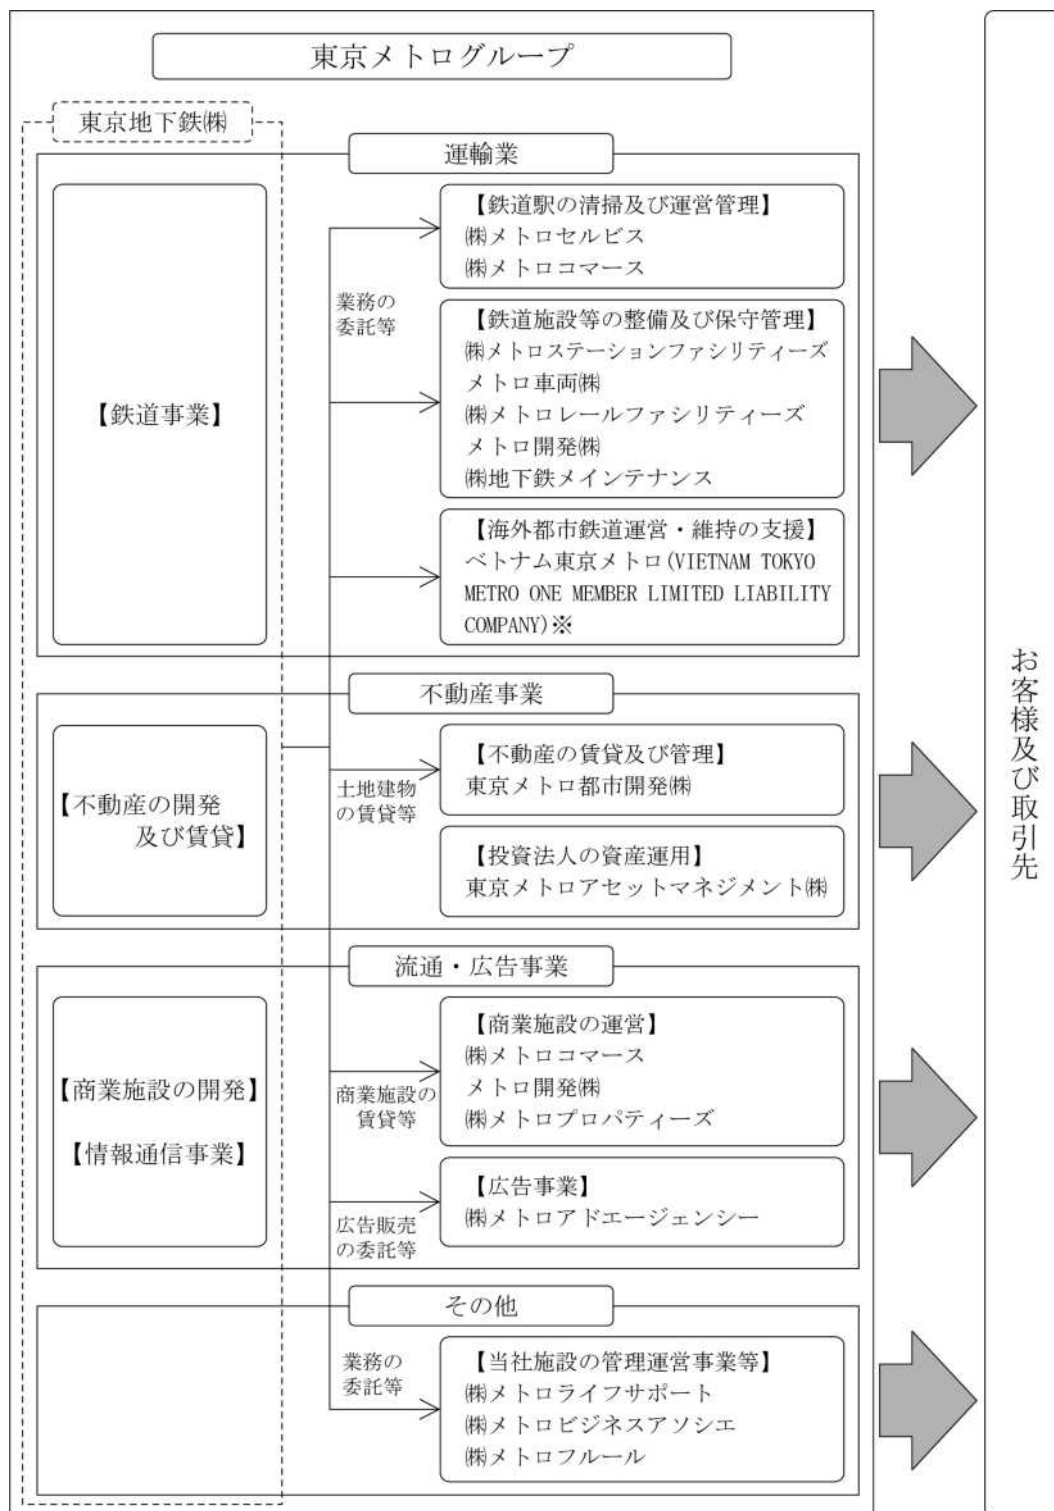 東京メトログループ
東京地下鉄㈱
運輸業
【鉄道事業】
業務の
委託等
【鉄道駅の清掃及び運営管理】
㈱メトロセルビス
㈱メトロコマース
【鉄道施設等の整備及び保守管理】
㈱メトロステーションファシリティーズ
メトロ車両㈱
㈱メトロレールファシリティーズ
メトロ開発㈱
㈱地下鉄メインテナンス
【海外都市鉄道運営・維持の支援】
ベトナム東京メトロ(VIETNAM TOKYO
METRO ONE MEMBER LIMITED LIABILITY
COMPANY)※
不動産事業
【不動産の開発
及び賃貸】
土地建物
の賃貸等
【不動産の賃貸及び管理】
東京メトロ都市開発㈱
【投資法人の資産運用】
東京メトロアセットマネジメント㈱
流通・広告事業
【商業施設の開発】
【情報通信事業】
商業施設の
賃貸等
【商業施設の運営】
㈱メトロコマース
メトロ開発㈱
㈱メトロプロパティーズ
広告販売
の委託等
【広告事業】
㈱メトロアドエージェンシー
その他
業務の
委託等
【当社施設の管理運営事業等】
㈱メトロライフサポート
㈱メトロビジネスアソシエ
㈱メトロフルール
お客様及び取引先